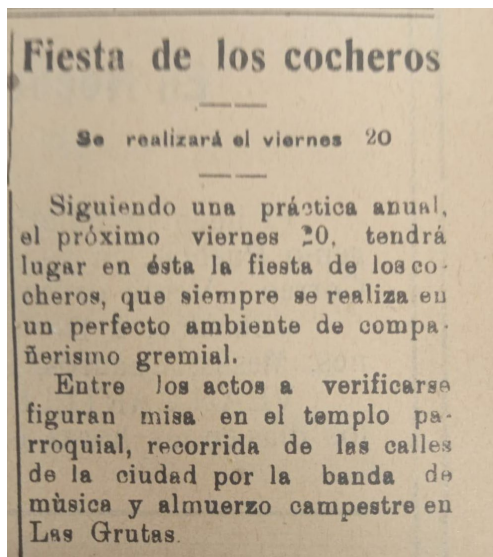 Fiesta de los cocheros
Se realizará el viernes 20
Siguiendo una práctica anual,
el próximo viernes 20, tendrá
lugar en ésta la fiesta de los co-
cheros, que siempre se realiza en
un perfecto ambiente de compa-
ñerismo gremial.
Entre los actos a verificarse
figuran misa en el templo pa-
rroquial, recorrida de las calles
de la ciudad por la banda de
mùsica y almuerzo campestre en
Las Grutas.